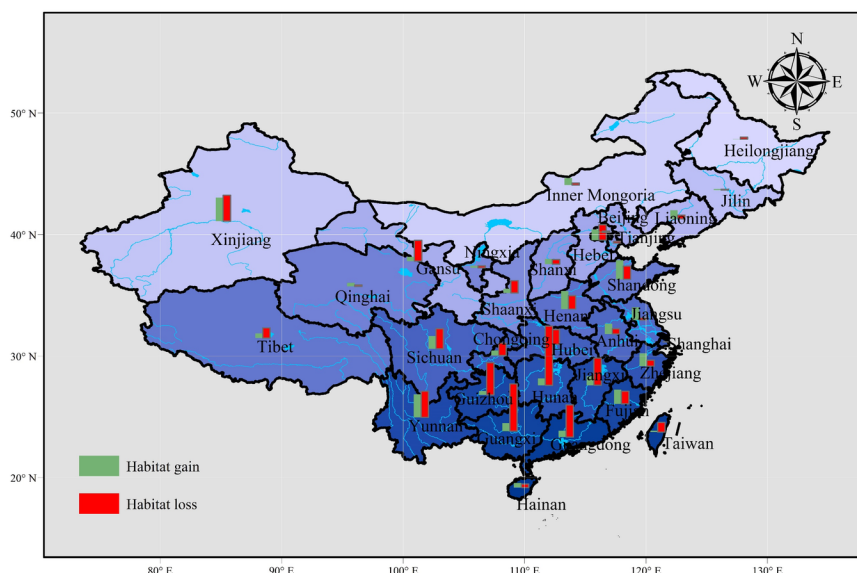 N
W E
S
50° N
40° N
30° N
20° N
Heilongjiang
Inner Mongoria
Jilin
Beijing
Liaoning
Xinjiang
Tianjing
Ningxia
Hebei
Gansu
Shanxi
Shandong
Qinghai
Shaanxi
Henan
Jiangsu
Tibet
Sichuan
Chongqing
Hubei
Anhui
Shanghai
Zhejiang
Guizhou
Hunan
Jiangxi
Yunnan
Fujian
Guangxi
Guangdong
Taiwan
Hainan
Habitat gain
Habitat loss
80° E
90° E
100° E
110° E
120° E
130° E